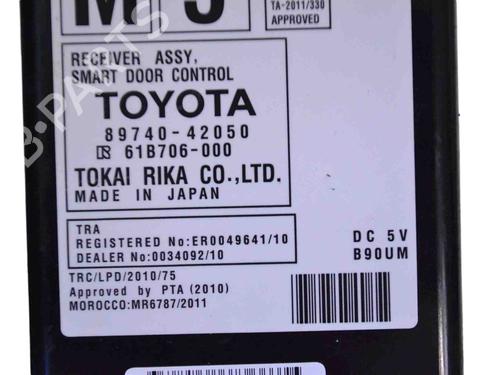 TA-2011/330
APPROVED
RECEIVER ASSY,
SMART DOOR CONTROL
TOYOTA
89740-42050
61B706-000
TOKAI RIKA CO.,LTD.
MADE IN JAPAN
TRA
REGISTERED No:ER0049641/10
DEALER No:0034092/10
DC 5V
B90UM
TRC/LPD/2010/75
Approved by PTA (2010)
MOROCCO:MR6787/2011
B-PARTS